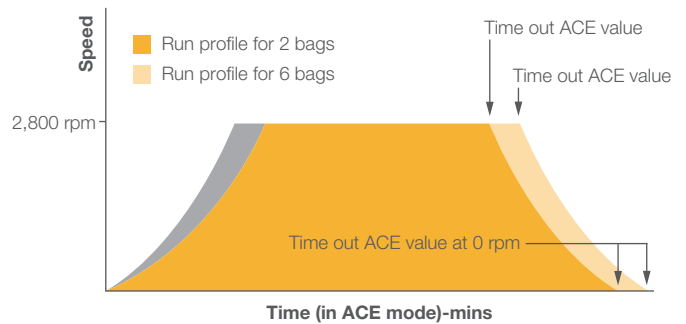 Speed
Run profile for 2 bags
Run profile for 6 bags
Time out ACE value
Time out ACE value
2,800 rpm
Time out ACE value at 0 rpm
Time (in ACE mode)-mins